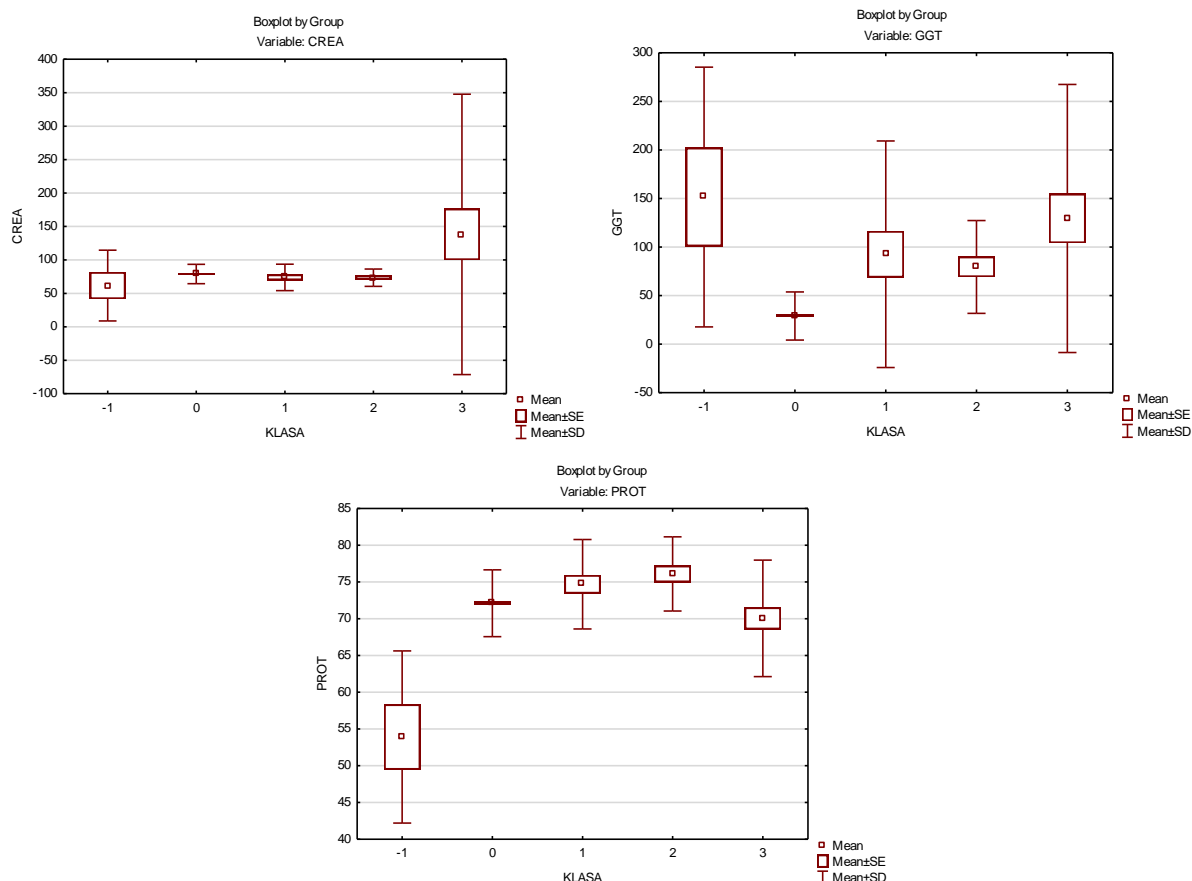 Boxplot by Group
Variable: CREA
400
350
300
250
200
150
100
50
0
-50
-100
CREA
-1 0 1 2 3
KLASA
Mean
Mean±SE
Mean±SD
Boxplot by Group
Variable: GGT
300
250
200
150
100
50
0
-50
GGT
-1 0 1 2 3
KLASA
Mean
Mean±SE
Mean±SD
Boxplot by Group
Variable: PROT
85
80
75
70
65
60
55
50
45
40
PROT
-1 0 1 2 3
KLASA
Mean
Mean±SE
Mean±SD